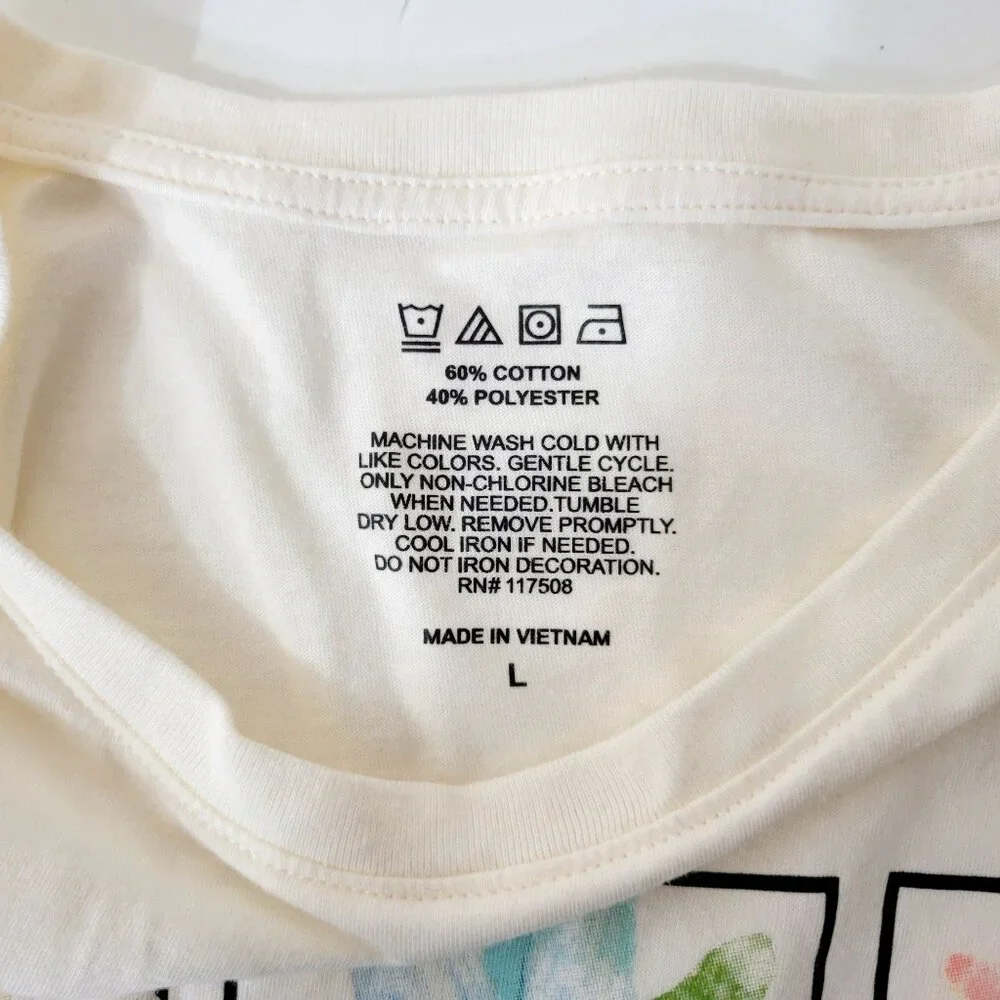 60% COTTON
40% POLYESTER
MACHINE WASH COLD WITH
LIKE COLORS. GENTLE CYCLE.
ONLY NON-CHLORINE BLEACH
WHEN NEEDED.TUMBLE
DRY LOW. REMOVE PROMPTLY.
COOL IRON IF NEEDED.
DO NOT IRON DECORATION.
RN# 117508
MADE IN VIETNAM
L